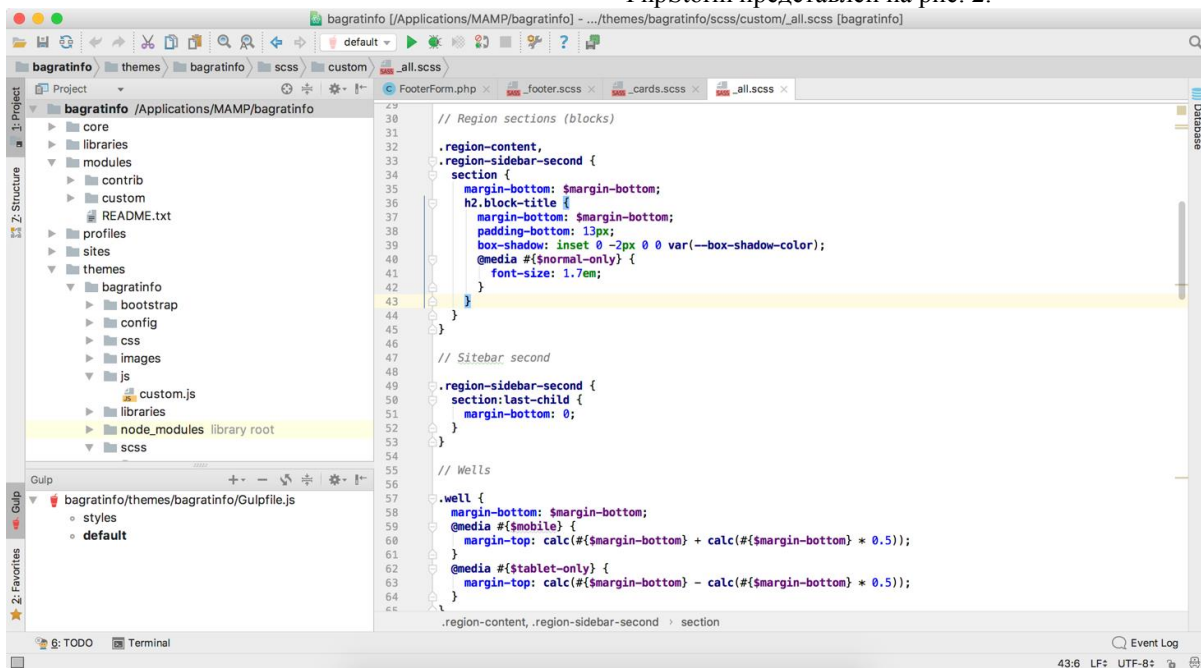 PhpStorm представлен на рис. 2.
bagratinfo [/Applications/MAMP/bagratinfo] - .../themes/bagratinfo/scss/custom/_all.scss [bagratinfo]
default
bagratinfo themes bagratinfo scss custom _all.scss
1: Project
Z: Structure
Gulp
2: Favorites
Project
bagratinfo /Applications/MAMP/bagratinfo
core
libraries
modules
contrib
custom
README.txt
profiles
sites
themes
bagratinfo
bootstrap
config
css
images
js
custom.js
libraries
node_modules library root
scss
Gulp
bagratinfo/themes/bagratinfo/Gulpfile.js
styles
default
FooterForm.php _footer.scss _cards.scss _all.scss
29
30 // Region sections (blocks)
31
32 .region-content,
33 .region-sidebar-second {
34 section {
35 margin-bottom: $margin-bottom;
36 h2.block-title {
37 margin-bottom: $margin-bottom;
38 padding-bottom: 13px;
39 box-shadow: inset 0 -2px 0 0 var(--box-shadow-color);
40 @media #{$normal-only} {
41 font-size: 1.7em;
42 }
43 }
44 }
45 }
46
47 // Sitebar second
48
49 .region-sidebar-second {
50 section:last-child {
51 margin-bottom: 0;
52 }
53 }
54
55 // Wells
56
57 .well {
58 margin-bottom: $margin-bottom;
59 @media #{$mobile} {
60 margin-top: calc(#{$margin-bottom} + calc(#{$margin-bottom} * 0.5));
61 }
62 @media #{$tablet-only} {
63 margin-top: calc(#{$margin-bottom} - calc(#{$margin-bottom} * 0.5));
64 }
65 }
.region-content, .region-sidebar-second › section
Database
6: TODO Terminal
Event Log
43:6 LF UTF-8